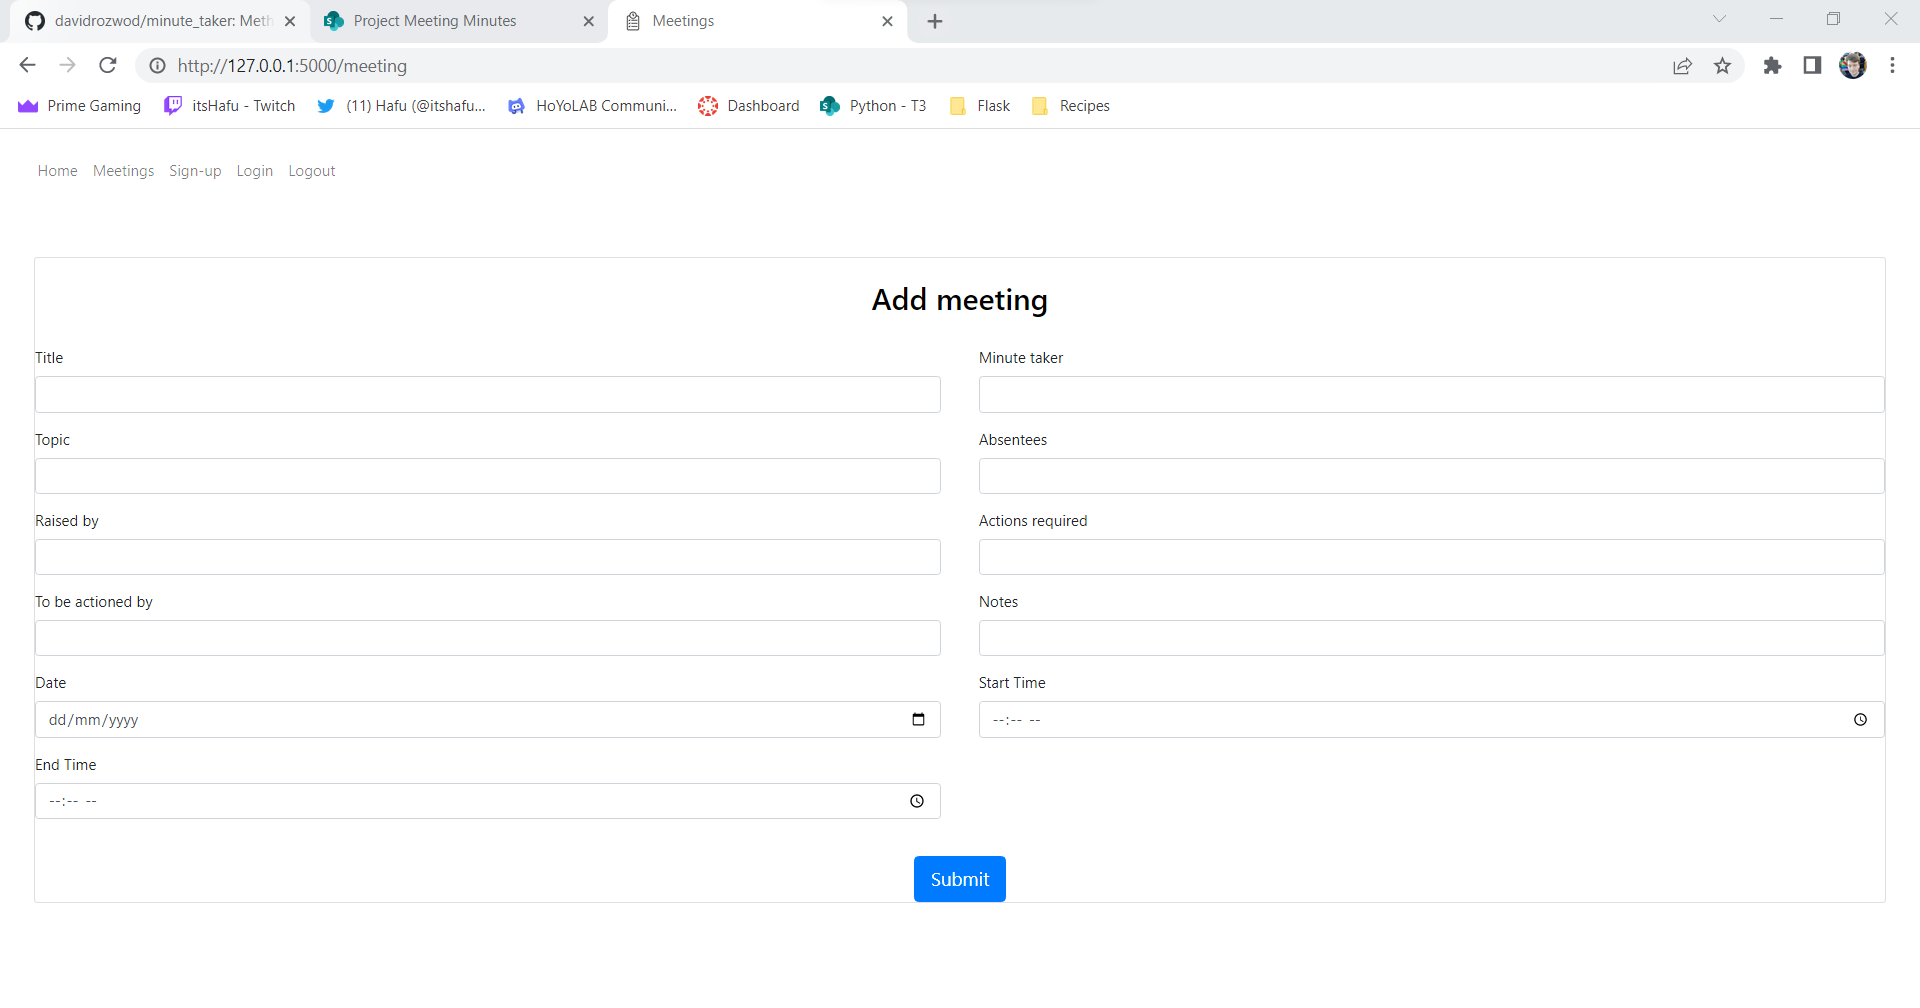 davidrozwod/minute_taker: Meth
Project Meeting Minutes
Meetings
http://127.0.0.1:5000/meeting
Prime Gaming
itsHafu - Twitch
(11) Hafu (@itshafu...
HoYoLAB Communi...
Dashboard
Python - T3
Flask
Recipes
Home Meetings Sign-up Login Logout
Add meeting
Title
Minute taker
Topic
Absentees
Raised by
Actions required
To be actioned by
Notes
Date
Start Time
dd/mm/yyyy
--:-- --
End Time
--:-- --
Submit